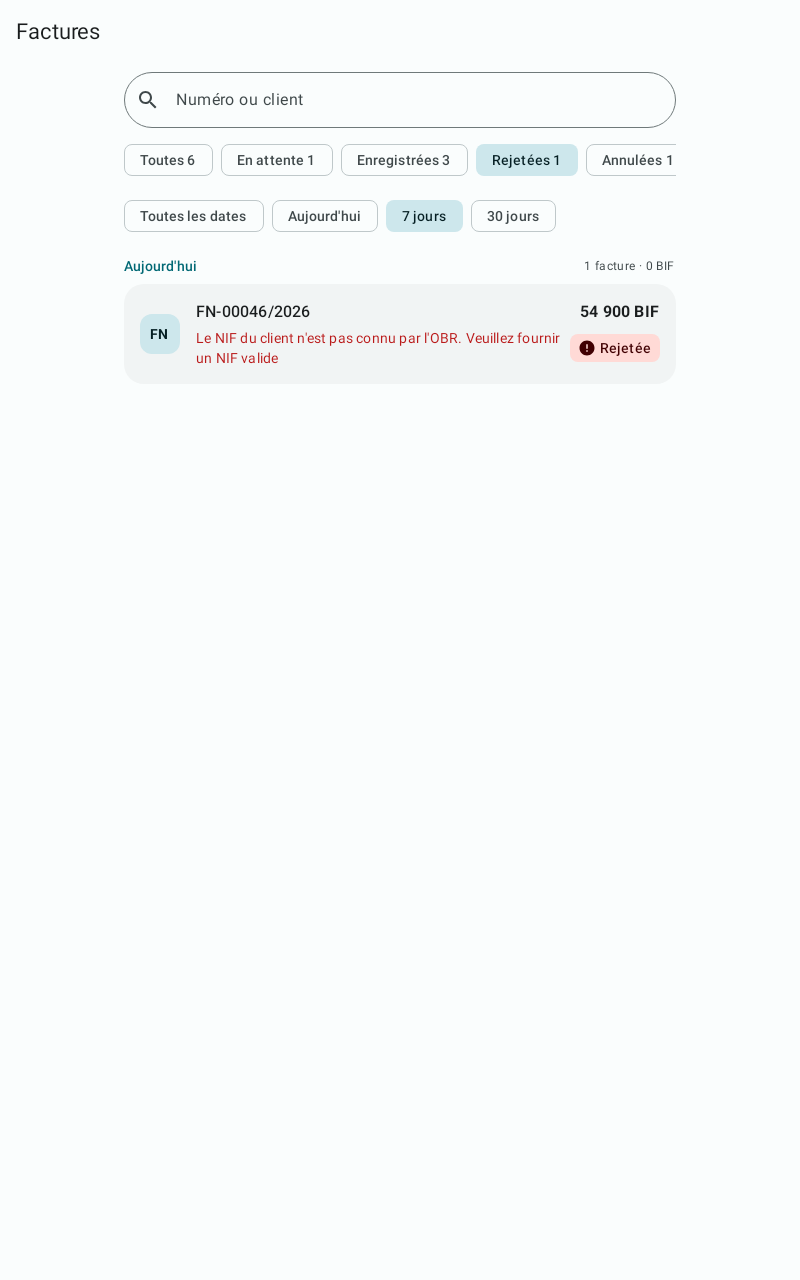 Factures
Numéro ou client
Toutes 6
En attente 1
Enregistrées 3
Rejetées 1
Annulées 1
Toutes les dates
Aujourd'hui
7 jours
30 jours
Aujourd'hui
1 facture · 0 BIF
FN
FN-00046/2026
54 900 BIF
Le NIF du client n'est pas connu par l'OBR. Veuillez fournir
un NIF valide
Rejetée